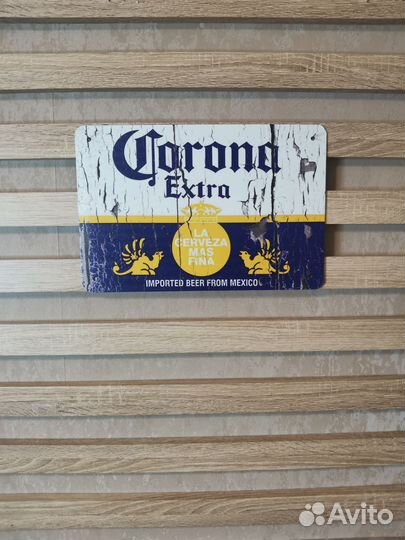 Corona
Extra
LA
CERVEZA
MAS
FINA
IMPORTED BEER FROM MEXICO
Avito